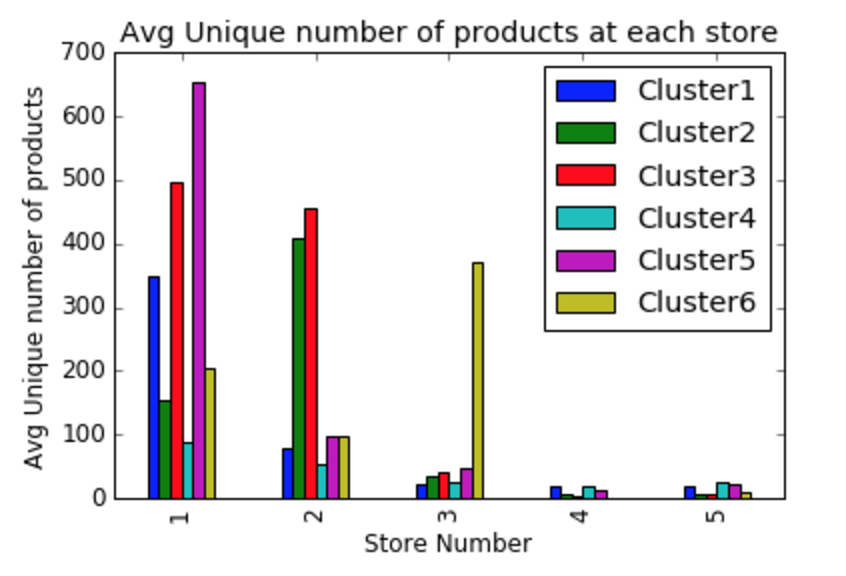 Avg Unique number of products at each store
Avg Unique number of products
700
600
500
400
300
200
100
0
Cluster1
Cluster2
Cluster3
Cluster4
Cluster5
Cluster6
1 2 3 4 5
Store Number